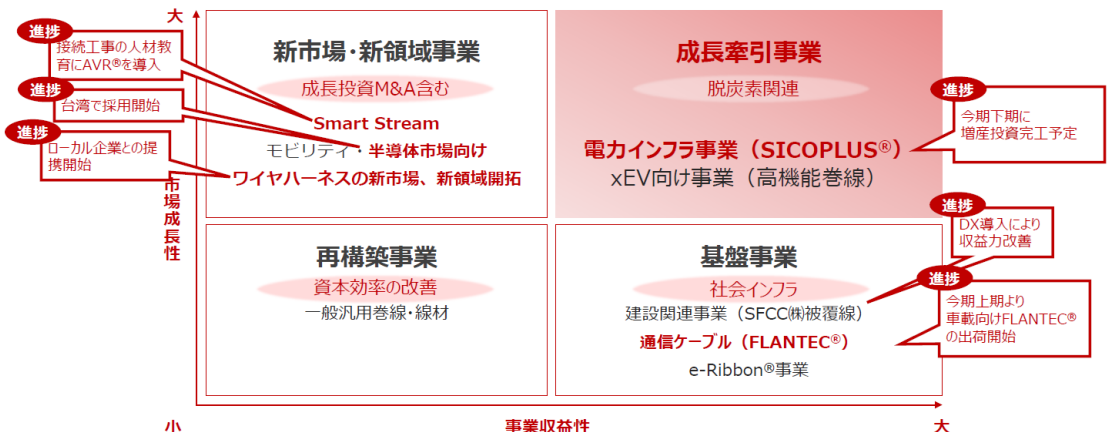 大
進捗
接続工事の人材教
育にAVR®を導入
進捗
台湾で採用開始
進捗
ローカル企業との提
携開始
市場成長性
新市場・新領域事業
成長投資M&A含む
Smart Stream
モビリティ・半導体市場向け
ワイヤハーネスの新市場、新領域開拓
成長牽引事業
脱炭素関連
電力インフラ事業（SICOPLUS®）
xEV向け事業（高機能巻線）
進捗
今期下期に
増産投資完工予定
再構築事業
資本効率の改善
一般汎用巻線・線材
基盤事業
社会インフラ
建設関連事業（SFCC㈱被覆線）
通信ケーブル（FLANTEC®）
e-Ribbon®事業
進捗
DX導入により
収益力改善
進捗
今期上期より
車載向けFLANTEC®
の出荷開始
小
事業収益性
大